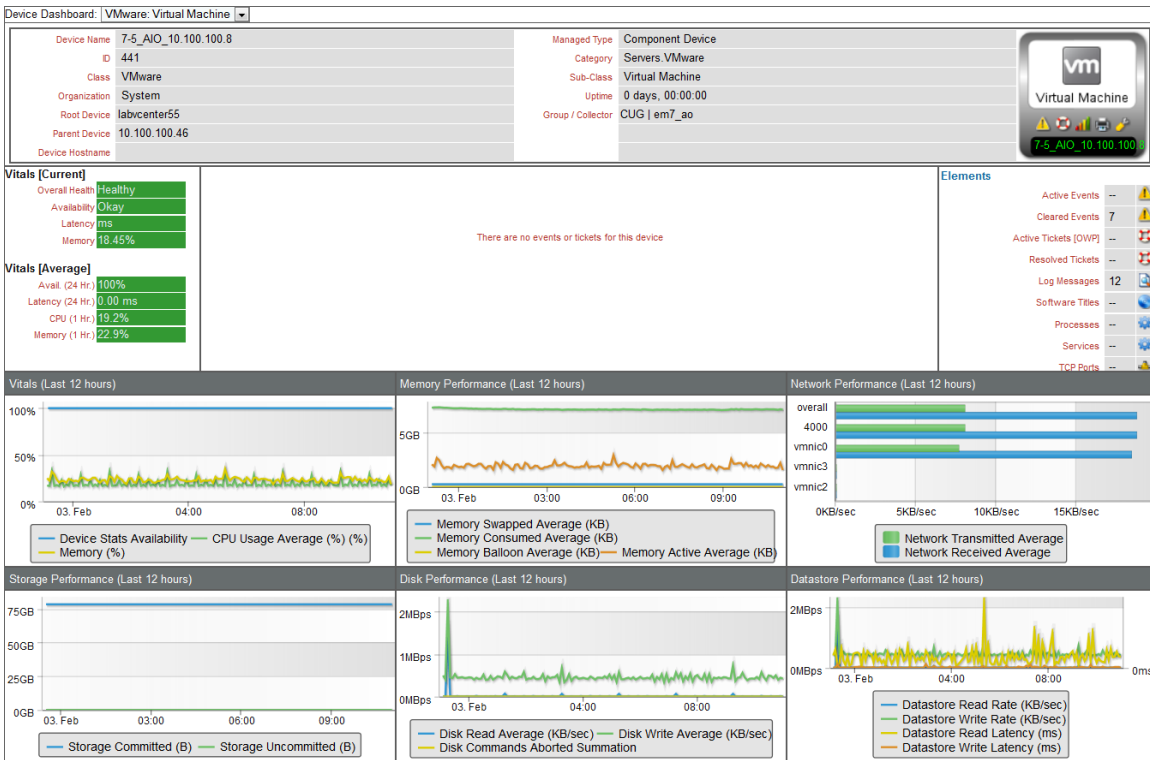 Device Dashboard: VMware: Virtual Machine
Device Name 7-5_AIO_10.100.100.8
ID 441
Class VMware
Organization System
Root Device labvcenter55
Parent Device 10.100.100.46
Device Hostname
Managed Type Component Device
Category Servers.VMware
Sub-Class Virtual Machine
Uptime 0 days, 00:00:00
Group / Collector CUG | em7_ao
vm
Virtual Machine
7-5_AIO_10.100.100.8
Vitals [Current]
Overall Health Healthy
Availability Okay
Latency ms
Memory 18.45%
Vitals [Average]
Avail. (24 Hr.) 100%
Latency (24 Hr.) 0.00 ms
CPU (1 Hr.) 19.2%
Memory (1 Hr.) 22.9%
There are no events or tickets for this device
Elements
Active Events --
Cleared Events 7
Active Tickets [OWP] --
Resolved Tickets --
Log Messages 12
Software Titles --
Processes --
Services --
TCP Ports --
Vitals (Last 12 hours)
100%
50%
0%
03. Feb 04:00 08:00
Device Stats Availability CPU Usage Average (%) (%)
Memory (%)
Memory Performance (Last 12 hours)
5GB
0GB
03. Feb 03:00 06:00 09:00
Memory Swapped Average (KB)
Memory Consumed Average (KB)
Memory Balloon Average (KB) Memory Active Average (KB)
Network Performance (Last 12 hours)
overall
4000
vmnic0
vmnic3
vmnic2
0KB/sec 5KB/sec 10KB/sec 15KB/sec
Network Transmitted Average
Network Received Average
Storage Performance (Last 12 hours)
75GB
50GB
25GB
0GB
03. Feb 03:00 06:00 09:00
Storage Committed (B) Storage Uncommitted (B)
Disk Performance (Last 12 hours)
2MBps
1MBps
0MBps
03. Feb 04:00 08:00
Disk Read Average (KB/sec) Disk Write Average (KB/sec)
Disk Commands Aborted Summation
Datastore Performance (Last 12 hours)
2MBps
0MBps 0ms
03. Feb 04:00 08:00
Datastore Read Rate (KB/sec)
Datastore Write Rate (KB/sec)
Datastore Read Latency (ms)
Datastore Write Latency (ms)